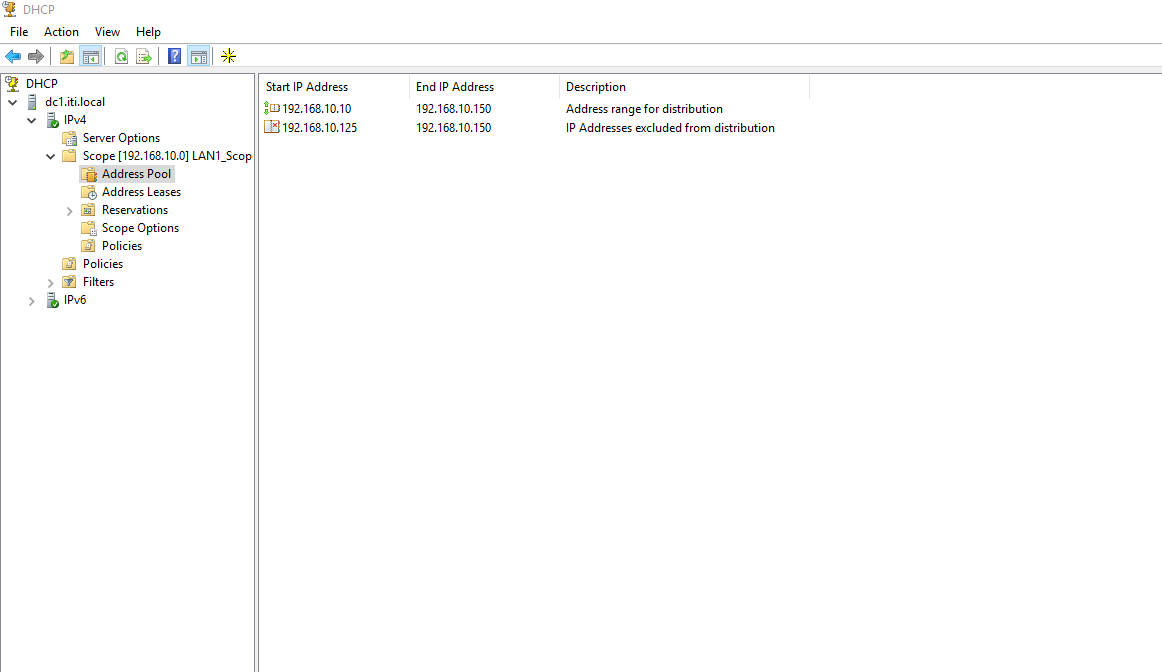 DHCP
File Action View Help
DHCP
dc1.iti.local
IPv4
Server Options
Scope [192.168.10.0] LAN1_Scop
Address Pool
Address Leases
Reservations
Scope Options
Policies
Policies
Filters
IPv6
Start IP Address End IP Address Description
192.168.10.10 192.168.10.150 Address range for distribution
192.168.10.125 192.168.10.150 IP Addresses excluded from distribution